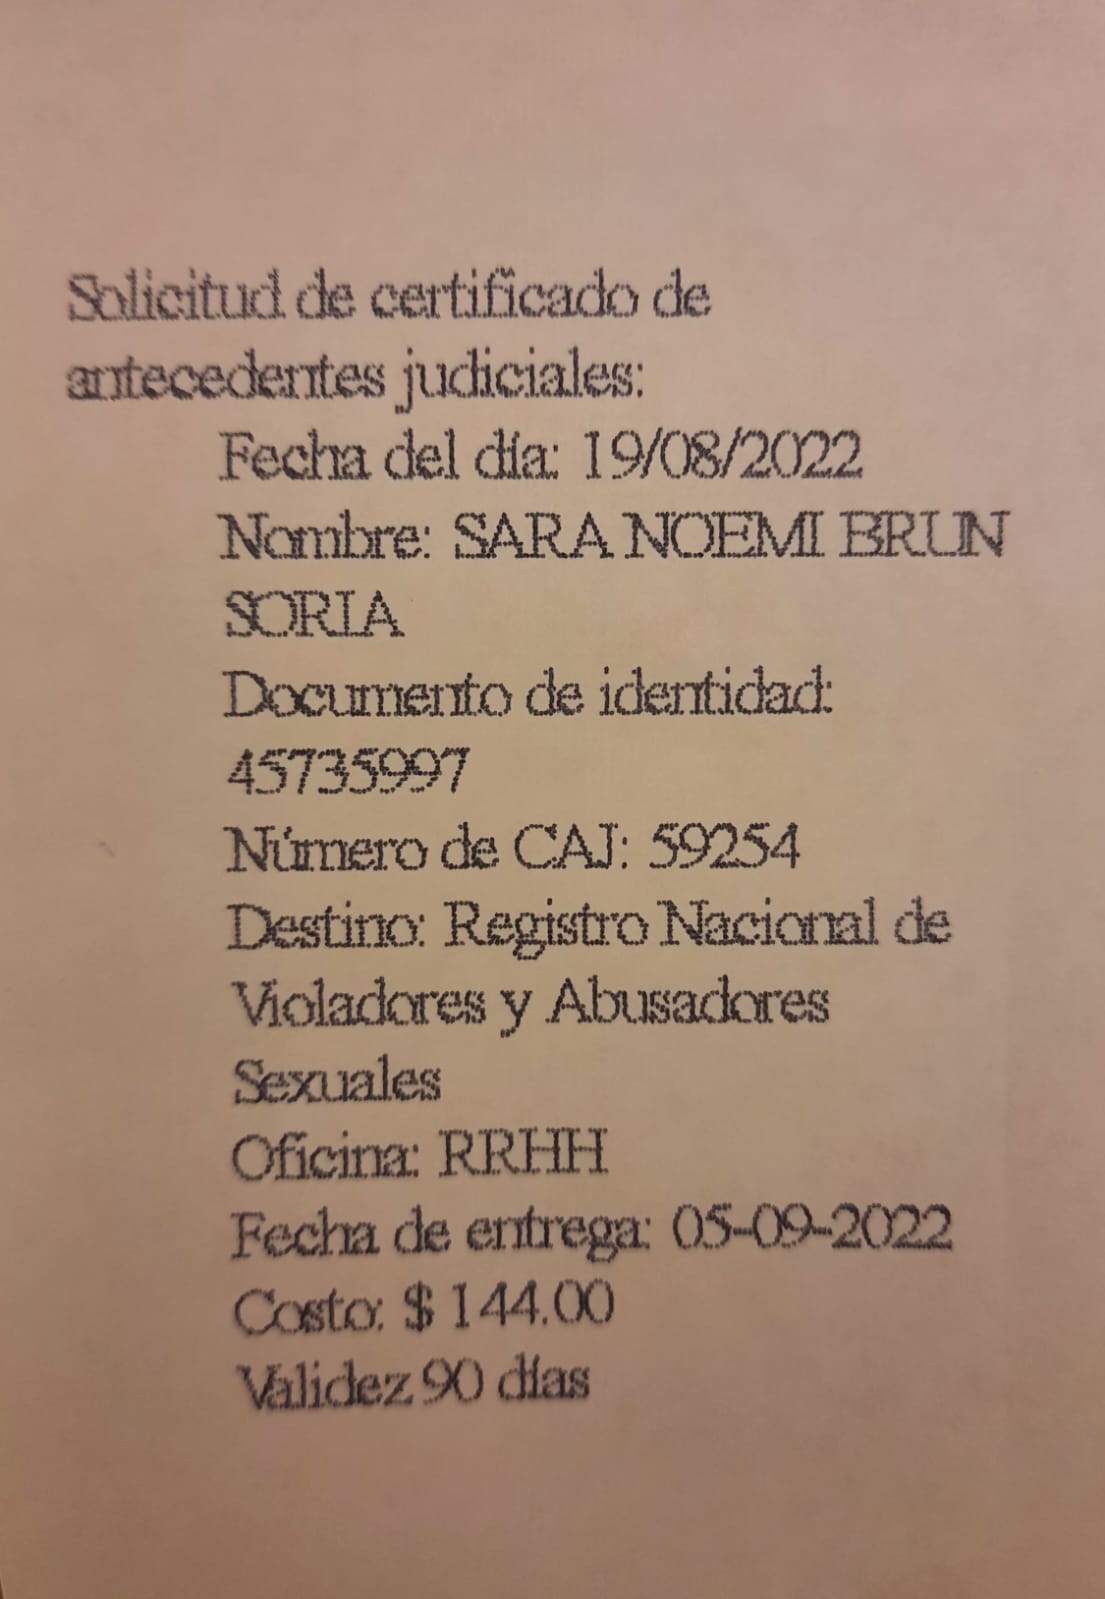 Solicitud de certificado de
antecedentes judiciales:
Fecha del día: 19/08/2022
Nombre: SARA NOEMI BRUN
SORIA
Documento de identidad:
45735997
Número de CAJ: 59254
Destino: Registro Nacional de
Violadores y Abusadores
Sexuales
Oficina: RRHH
Fecha de entrega: 05-09-2022
Costo: $ 144.00
Validez 90 días